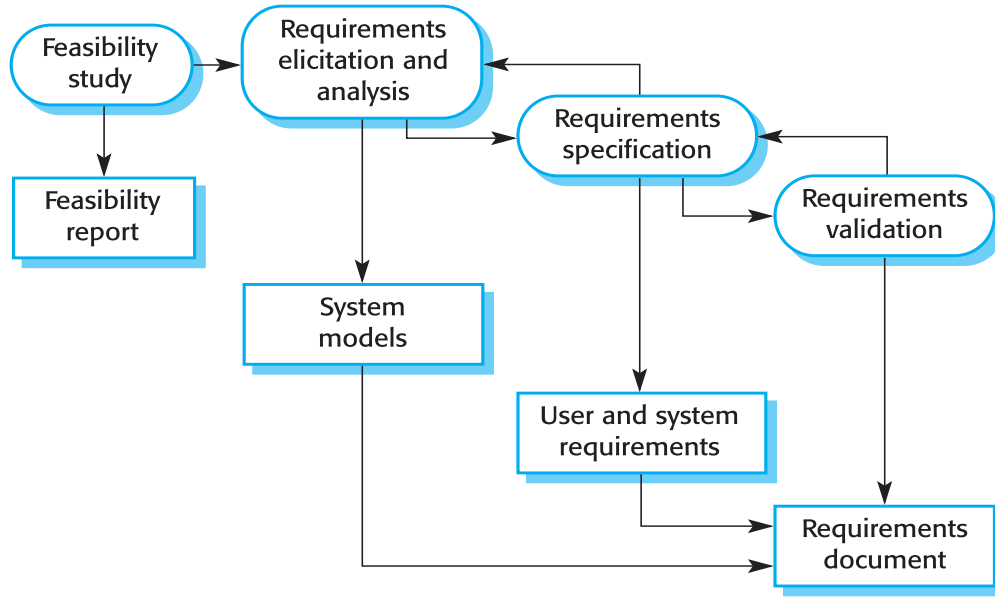 Feasibility
study
Requirements
elicitation and
analysis
Requirements
specification
Requirements
validation
Feasibility
report
System
models
User and system
requirements
Requirements
document